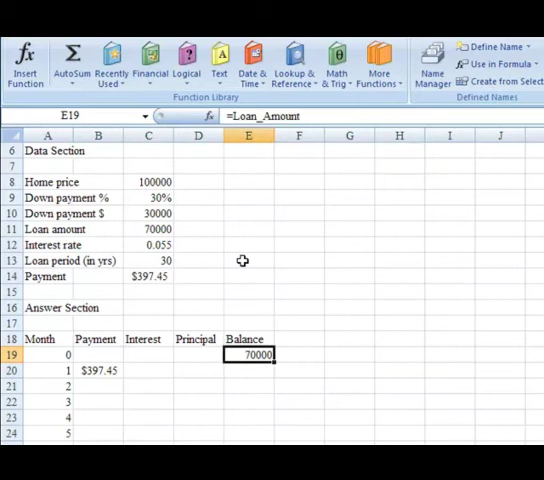 Insert Function
AutoSum
Recently Used
Financial
Logical
Text
Date & Time
Lookup & Reference
Math & Trig
More Functions
Name Manager
Define Name
Use in Formula
Create from Selec
Function Library
Defined Names
E19 fx =Loan_Amount
A B C D E F G H I J
6 Data Section
7
8 Home price 100000
9 Down payment % 30%
10 Down payment $ 30000
11 Loan amount 70000
12 Interest rate 0.055
13 Loan period (in yrs) 30
14 Payment $397.45
15
16 Answer Section
17
18 Month Payment Interest Principal Balance
19 0 70000
20 1 $397.45
21 2
22 3
23 4
24 5